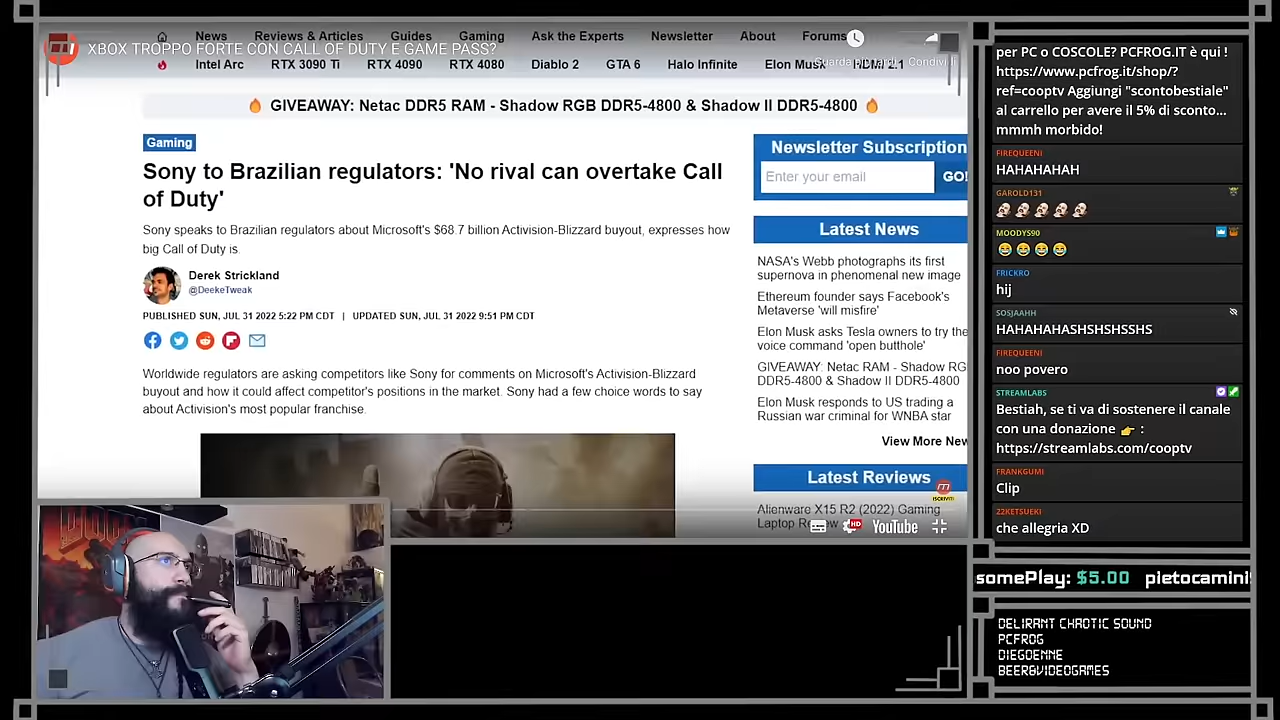 News Reviews & Articles Guides Gaming Ask the Experts Newsletter About Forums
XBOX TROPPO FORTE CON CALL OF DUTY E GAME PASS?
Intel Arc RTX 3090 Ti RTX 4090 RTX 4080 Diablo 2 GTA 6 Halo Infinite Elon Musk HDMI 2.1
Condividi
GIVEAWAY: Netac DDR5 RAM - Shadow RGB DDR5-4800 & Shadow II DDR5-4800
Gaming
Sony to Brazilian regulators: 'No rival can overtake Call
of Duty'
Sony speaks to Brazilian regulators about Microsoft's $68.7 billion Activision-Blizzard buyout, expresses how
big Call of Duty is.
Derek Strickland
@DeekeTweak
PUBLISHED SUN, JUL 31 2022 5:22 PM CDT | UPDATED SUN, JUL 31 2022 9:51 PM CDT
Worldwide regulators are asking competitors like Sony for comments on Microsoft's Activision-Blizzard
buyout and how it could affect competitor's positions in the market. Sony had a few choice words to say
about Activision's most popular franchise.
Newsletter Subscription
Enter your email GO!
Latest News
NASA's Webb photographs its first
supernova in phenomenal new image
Ethereum founder says Facebook's
Metaverse 'will misfire'
Elon Musk asks Tesla owners to try the
voice command 'open butthole'
GIVEAWAY: Netac RAM - Shadow RG
DDR5-4800 & Shadow II DDR5-4800
Elon Musk responds to US trading a
Russian war criminal for WNBA star
View More New
Latest Reviews
Alienware X15 R2 (2022) Gaming
Laptop Review
ISCRIVITI
HD YouTube
per PC o COSCOLE? PCFROG.IT è qui !
https://www.pcfrog.it/shop/?
ref=cooptv Aggiungi "scontobestiale"
al carrello per avere il 5% di sconto...
mmmh morbido!
FIREQUEENI
HAHAHAHAH
GAROLD131
MOODYS90
FRICKRO
hij
SOSJAAHH
HAHAHAHASHSHSHSSHS
FIREQUEENI
noo povero
STREAMLABS
Bestiah, se ti va di sostenere il canale
con una donazione 👉 :
https://streamlabs.com/cooptv
FRANKGUMI
Clip
22KETSUEKI
che allegria XD
somePlay: $5.00 pietocamini
DELIRANT CHAOTIC SOUND
PCFROG
DIEGOENNE
BEER&VIDEOGAMES